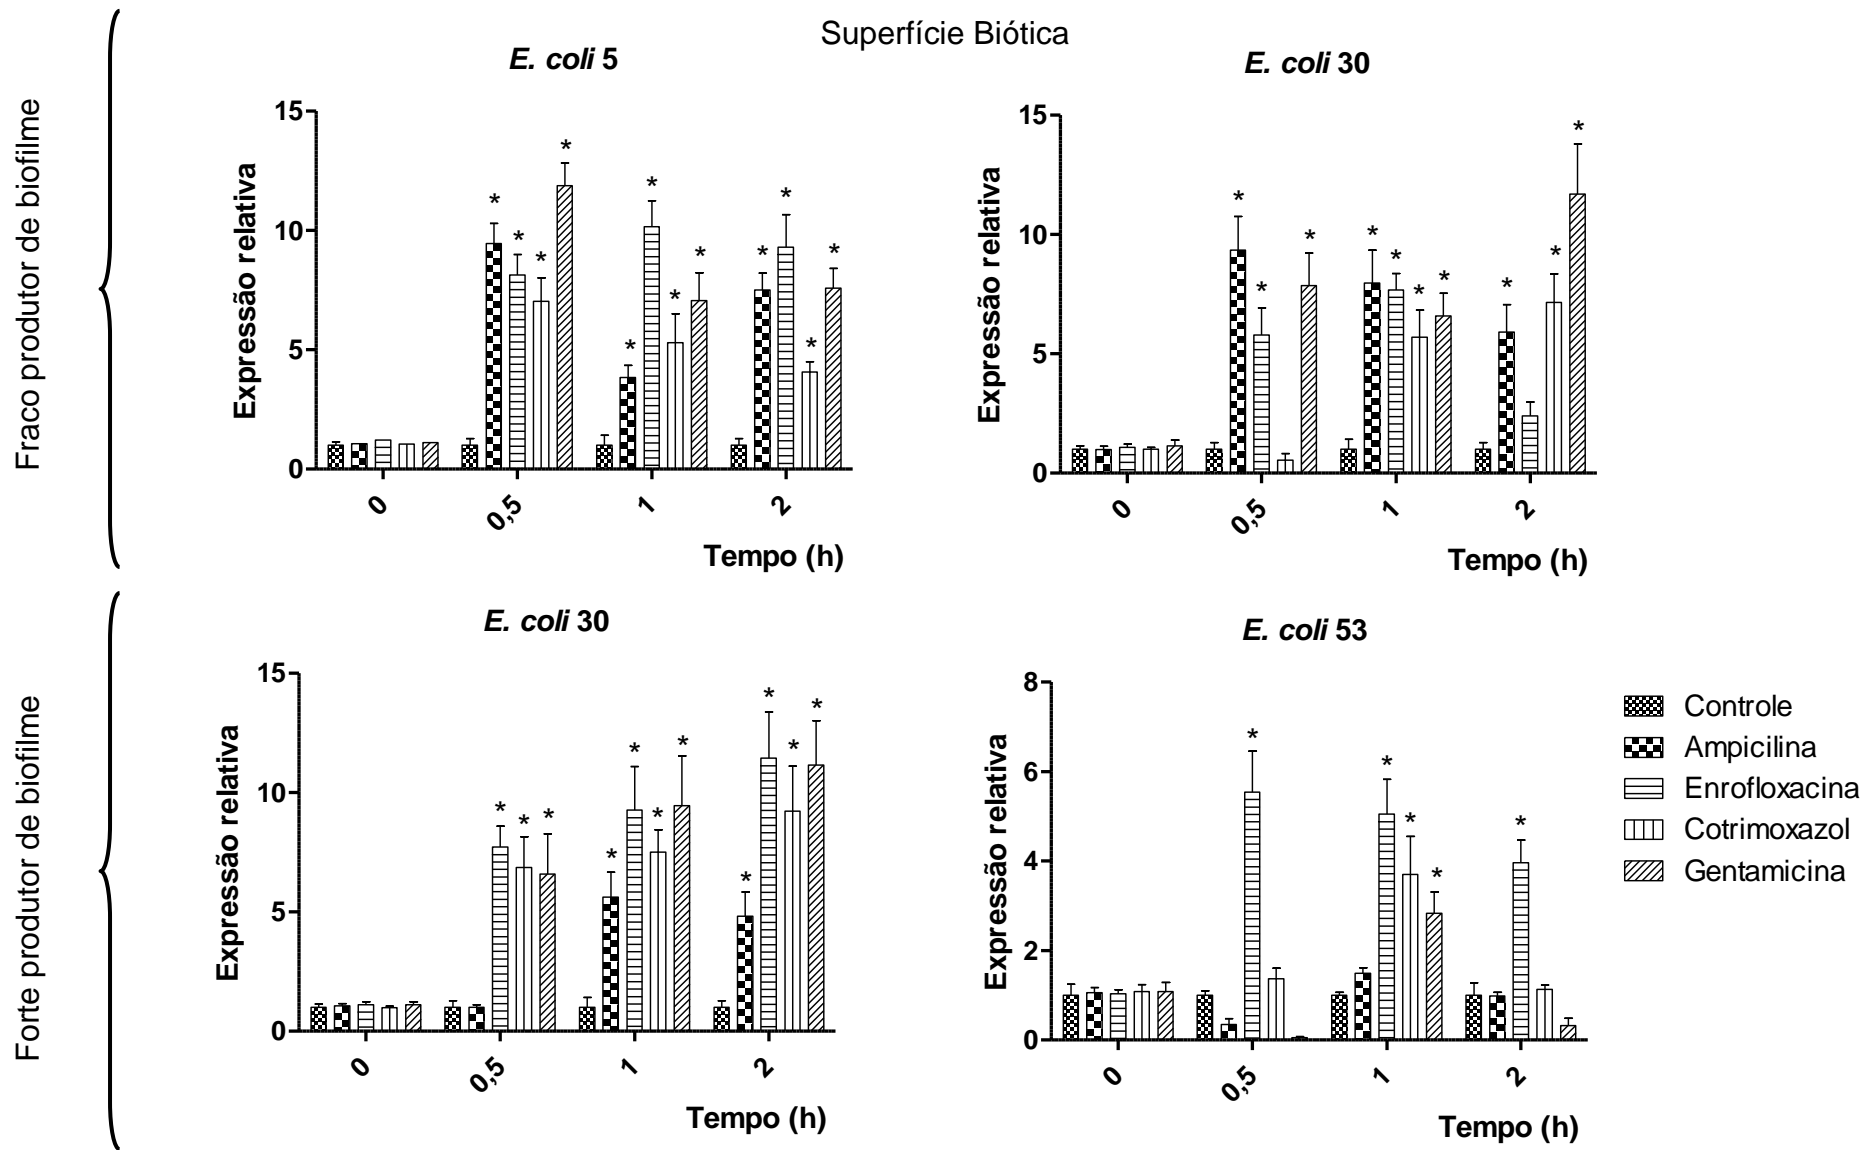 Superfície Biótica
Fraco produtor de biofilme
E. coli 5
Expressão relativa
15
10
5
0
* * * * * * * * * * * *
0 0,5 1 2
Tempo (h)
E. coli 30
Expressão relativa
15
10
5
0
* * * * * * * * * *
0 0,5 1 2
Tempo (h)
Forte produtor de biofilme
E. coli 30
Expressão relativa
15
10
5
0
* * * * * * * * * * *
0 0,5 1 2
Tempo (h)
E. coli 53
Expressão relativa
8
6
4
2
0
* * * * *
0 0,5 1 2
Tempo (h)
Controle
Ampicilina
Enrofloxacina
Cotrimoxazol
Gentamicina